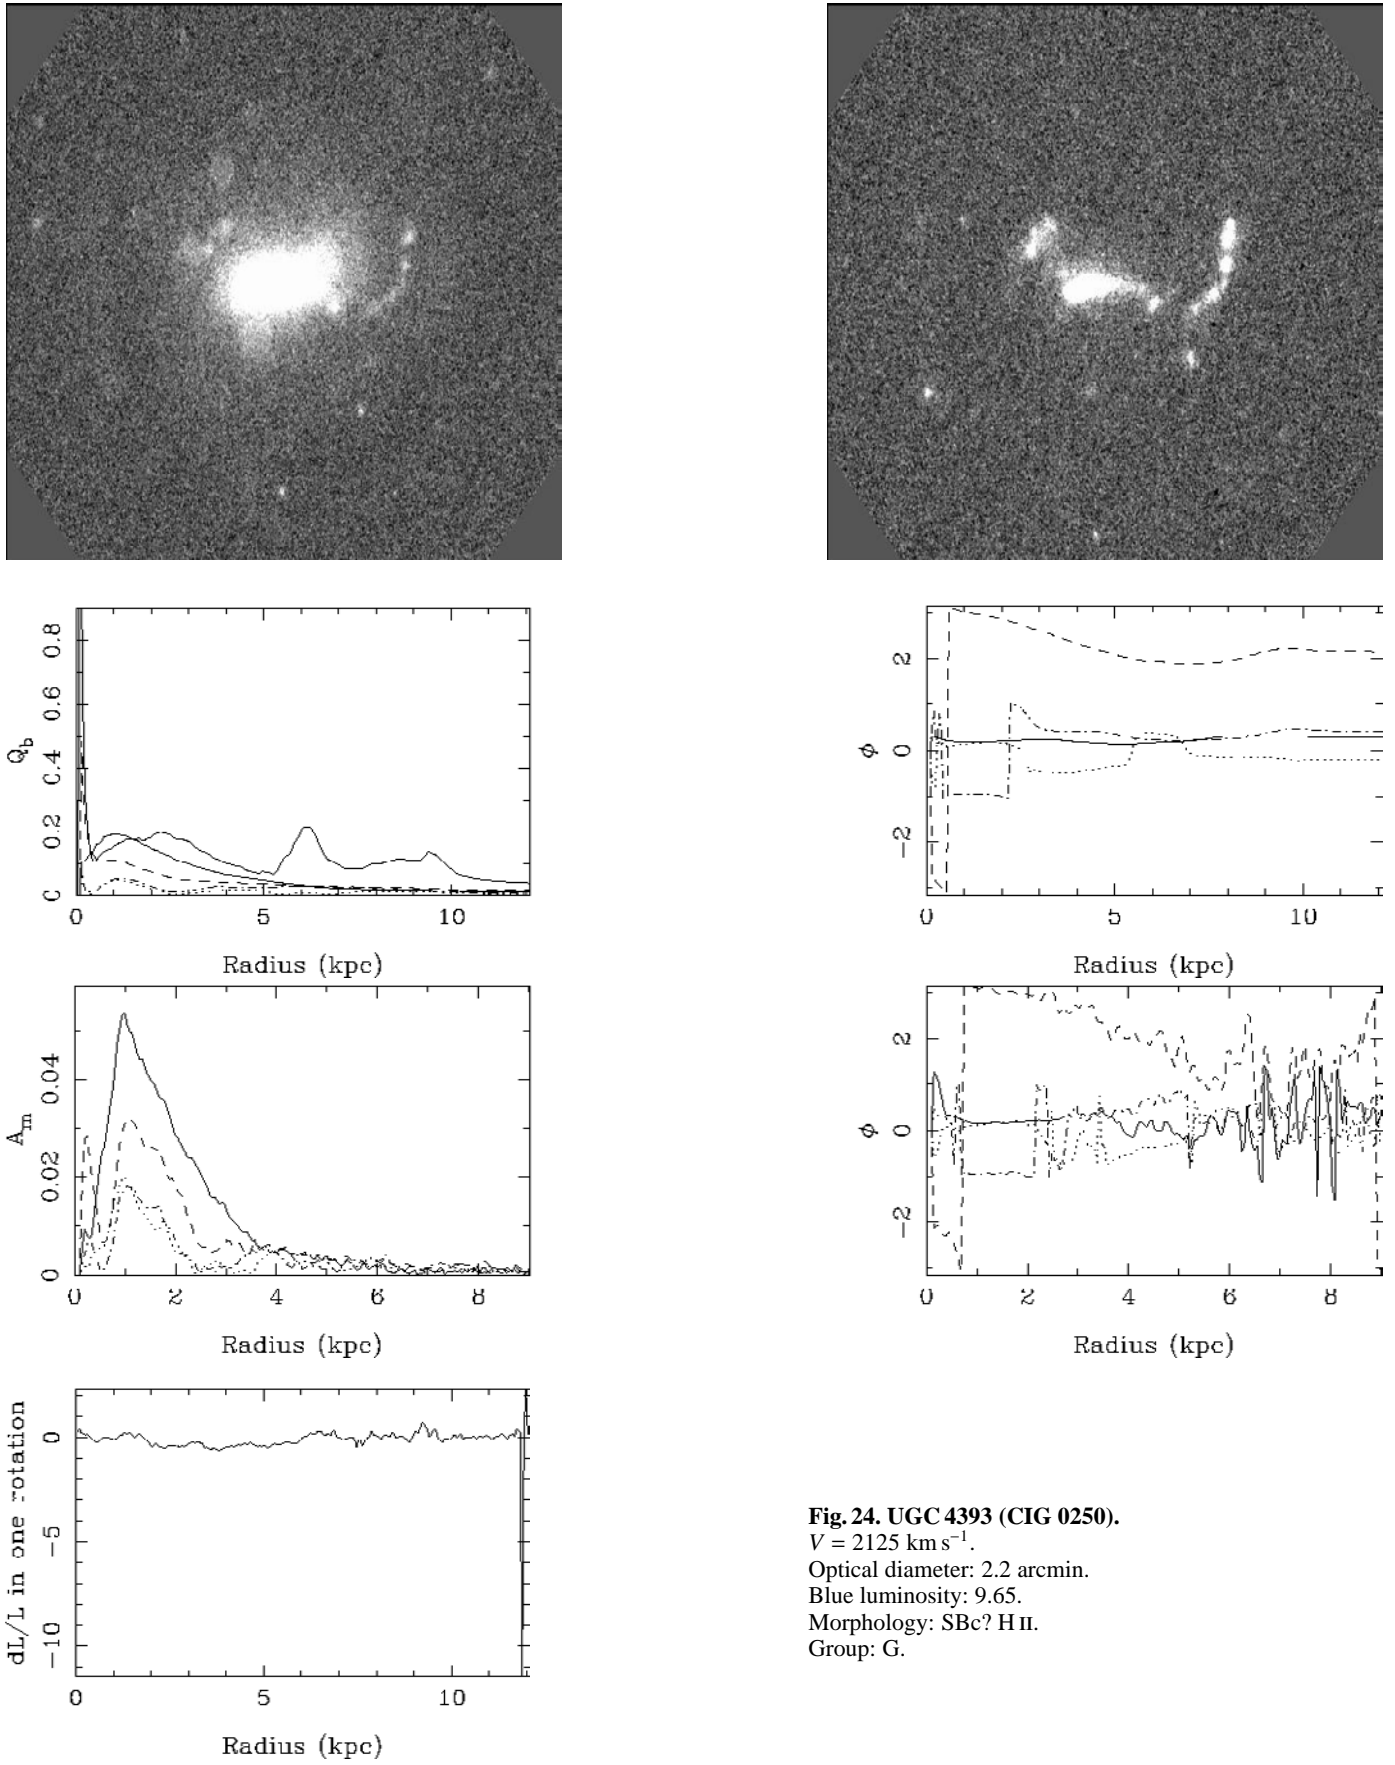 0.8
0.6
0.4
0.2
0
Q_b
0 5 10
Radius (kpc)
2
0
−2
ϕ
0 5 10
Radius (kpc)
0.04
0.02
0
A_m
0 2 4 6 8
Radius (kpc)
2
0
−2
ϕ
0 2 4 6 8
Radius (kpc)
0
−5
−10
dL/L in one rotation
0 5 10
Radius (kpc)
Fig. 24. UGC 4393 (CIG 0250).
V = 2125 km s⁻¹.
Optical diameter: 2.2 arcmin.
Blue luminosity: 9.65.
Morphology: SBc? H II.
Group: G.